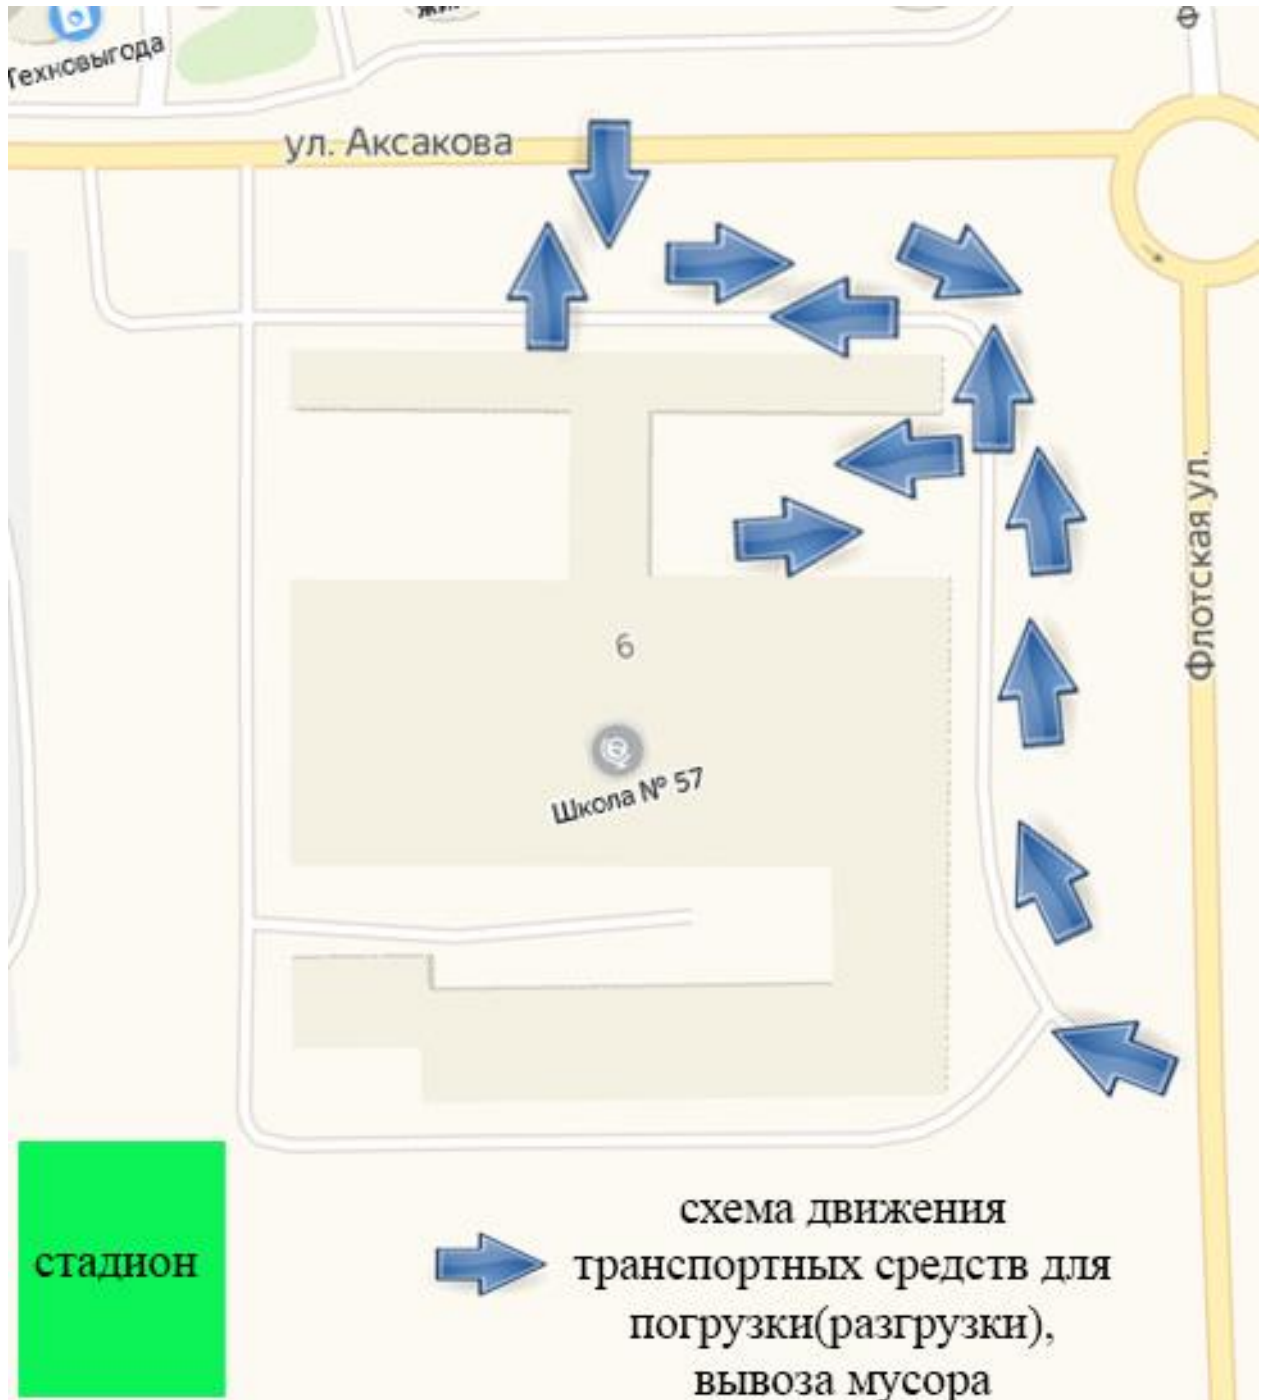 Техновыгода
ул. Аксакова
Флотская ул.
6
Школа № 57
стадион
схема движения
транспортных средств для
погрузки(разгрузки),
вывоза мусора